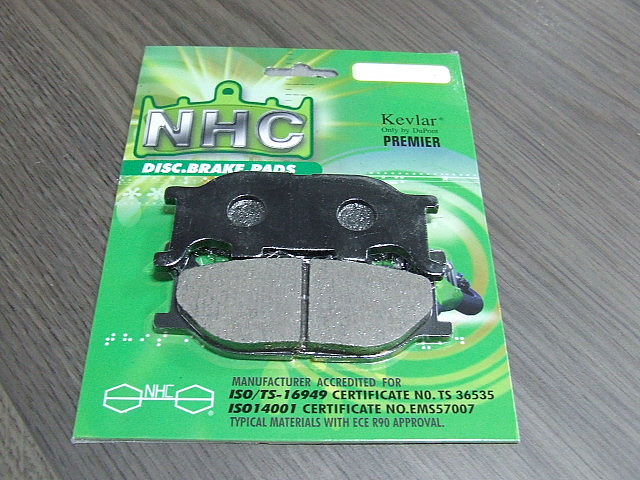 NHC
DISC.BRAKE PADS
Kevlar®
Only by DuPont
PREMIER
NHC®
MANUFACTURER ACCREDITED FOR
ISO/TS-16949 CERTIFICATE NO. TS 36535
ISO14001 CERTIFICATE NO.EMS57007
TYPICAL MATERIALS WITH ECE R90 APPROVAL.